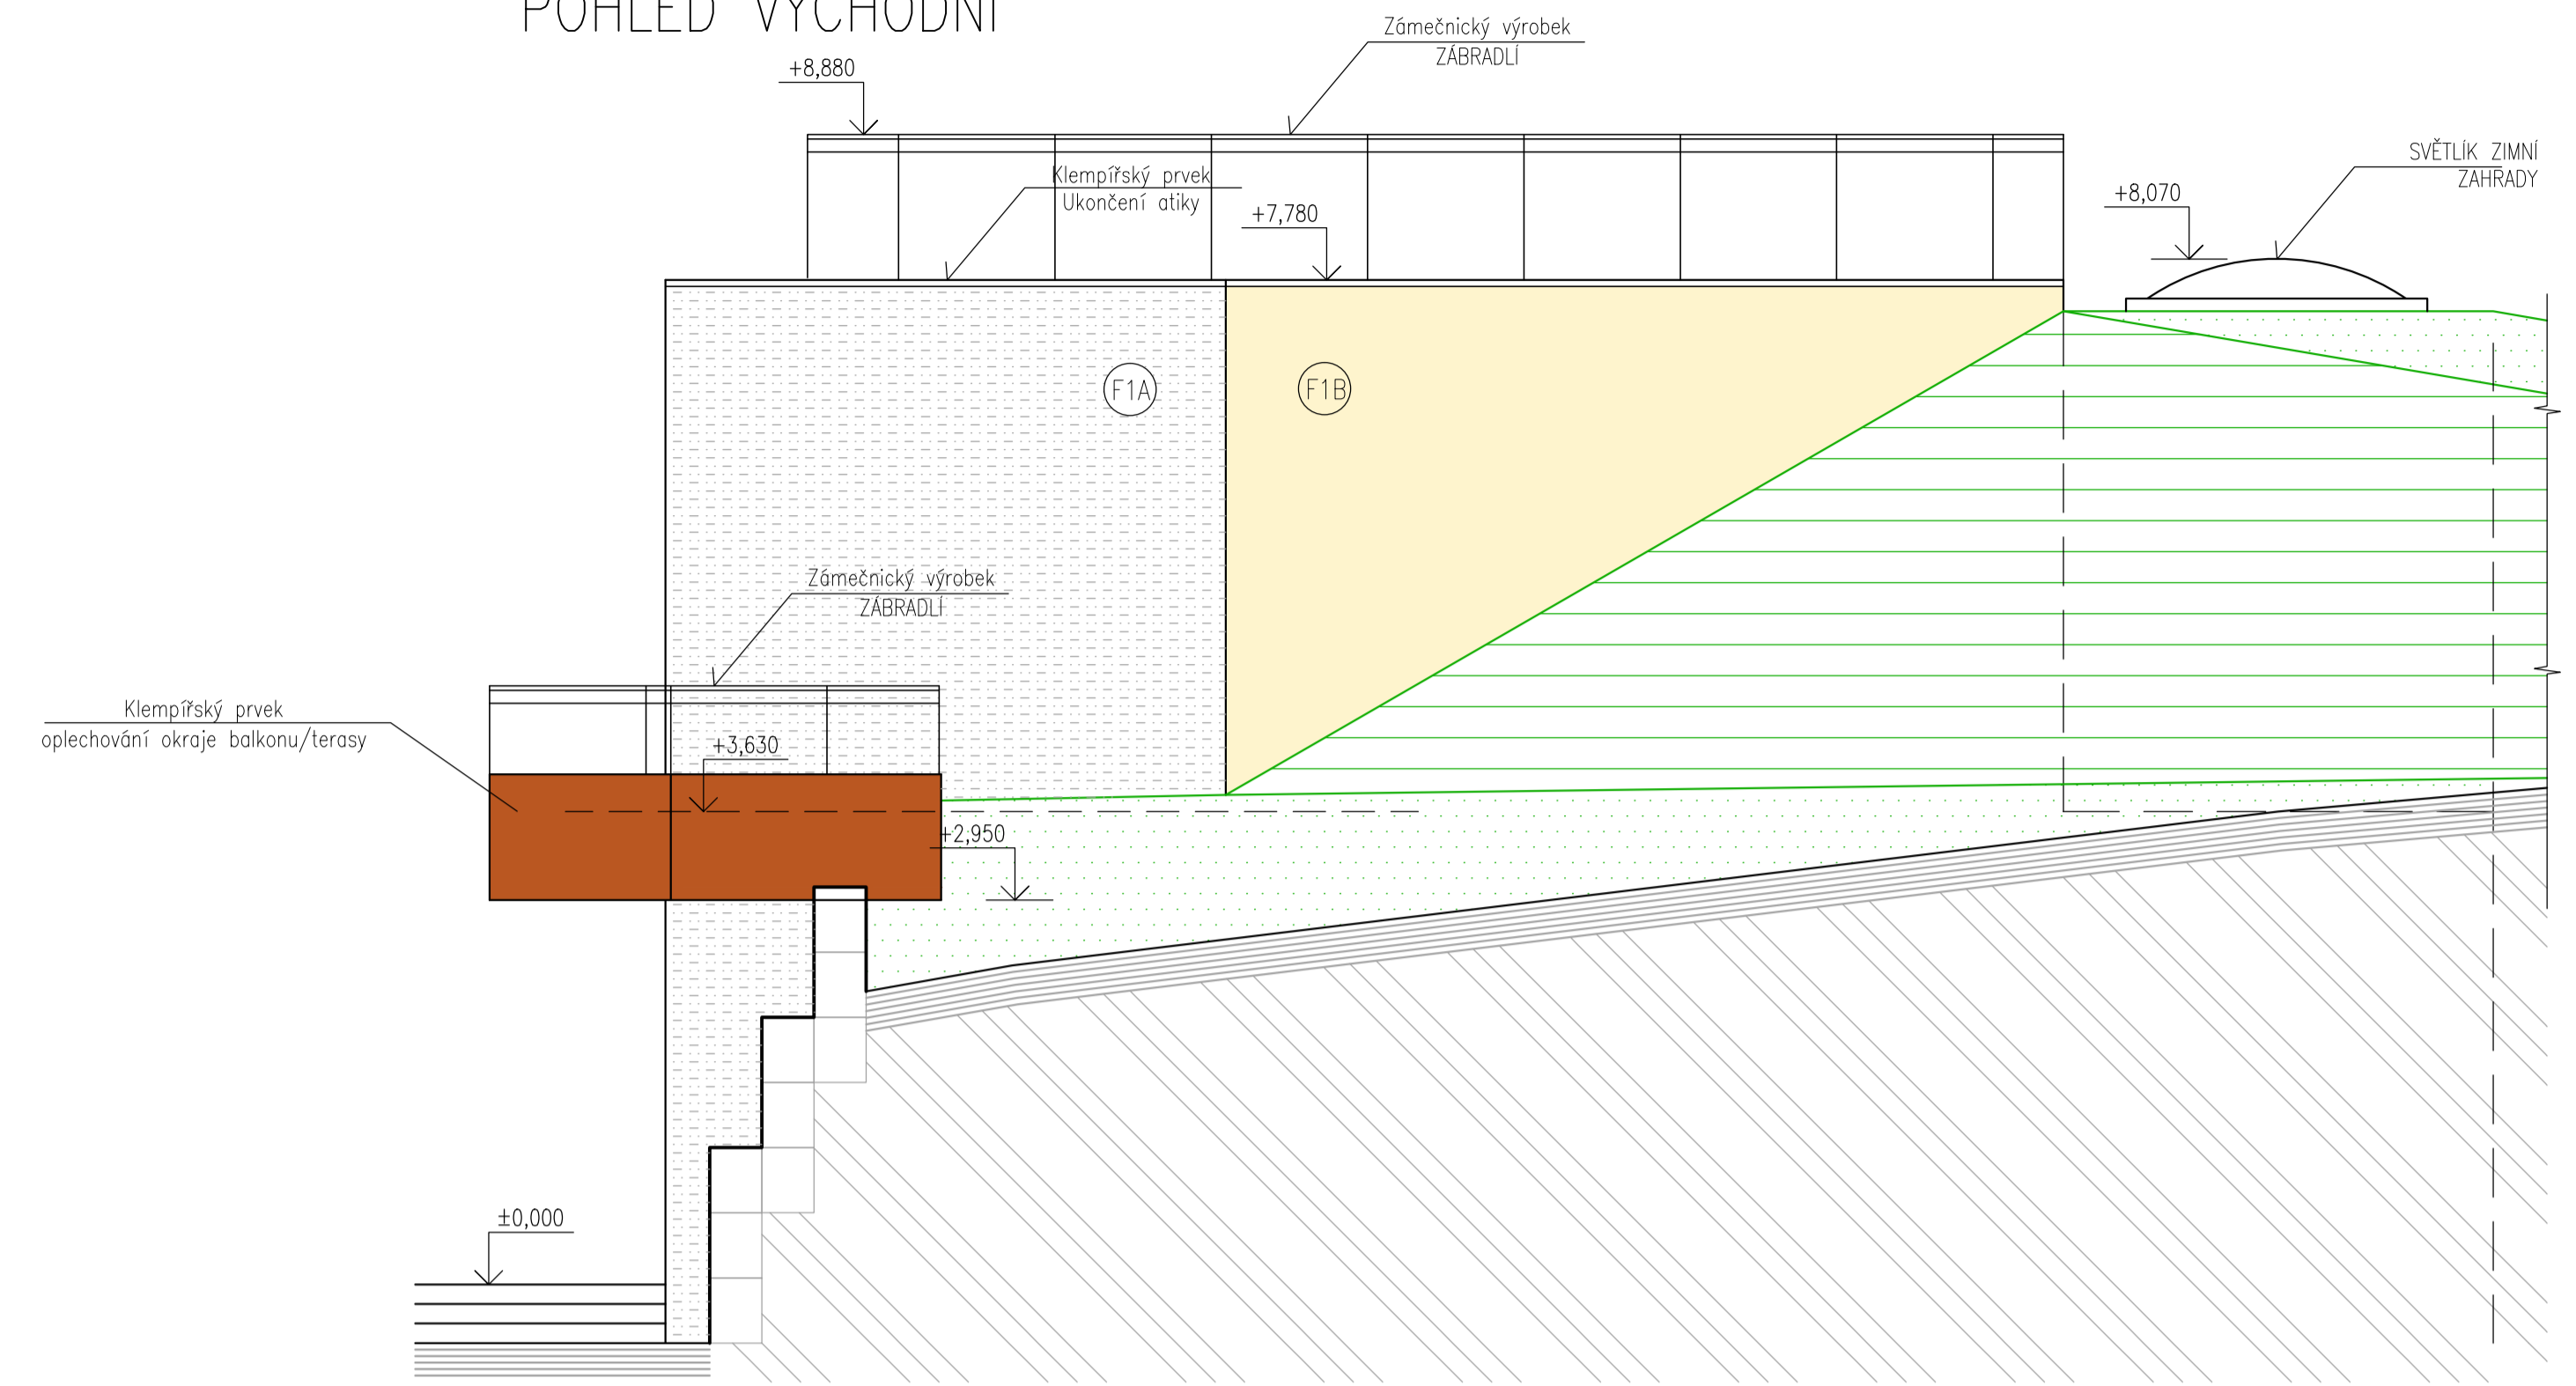 POHLED VÝCHODNÍ
Zámečnický výrobek
ZÁBRADLÍ
+8,880
SVĚTLÍK ZIMNÍ
ZAHRADY
Klempířský prvek
Ukončení atiky
+7,780
+8,070
F1A
F1B
Zámečnický výrobek
ZÁBRADLÍ
Klempířský prvek
oplechování okraje balkonu/terasy
+3,630
+2,950
±0,000